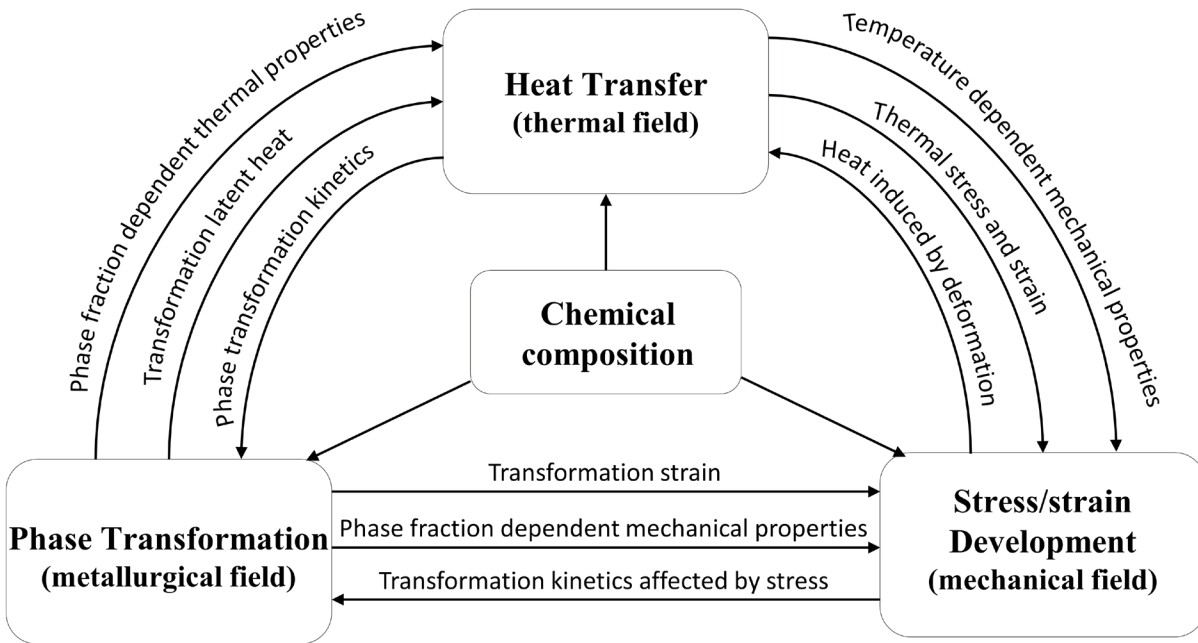 Heat Transfer
(thermal field)
Phase fraction dependent thermal properties
Transformation latent heat
Phase transformation kinetics
Temperature dependent mechanical properties
Thermal stress and strain
Heat induced by deformation
Chemical
composition
Phase Transformation
(metallurgical field)
Transformation strain
Phase fraction dependent mechanical properties
Transformation kinetics affected by stress
Stress/strain
Development
(mechanical field)